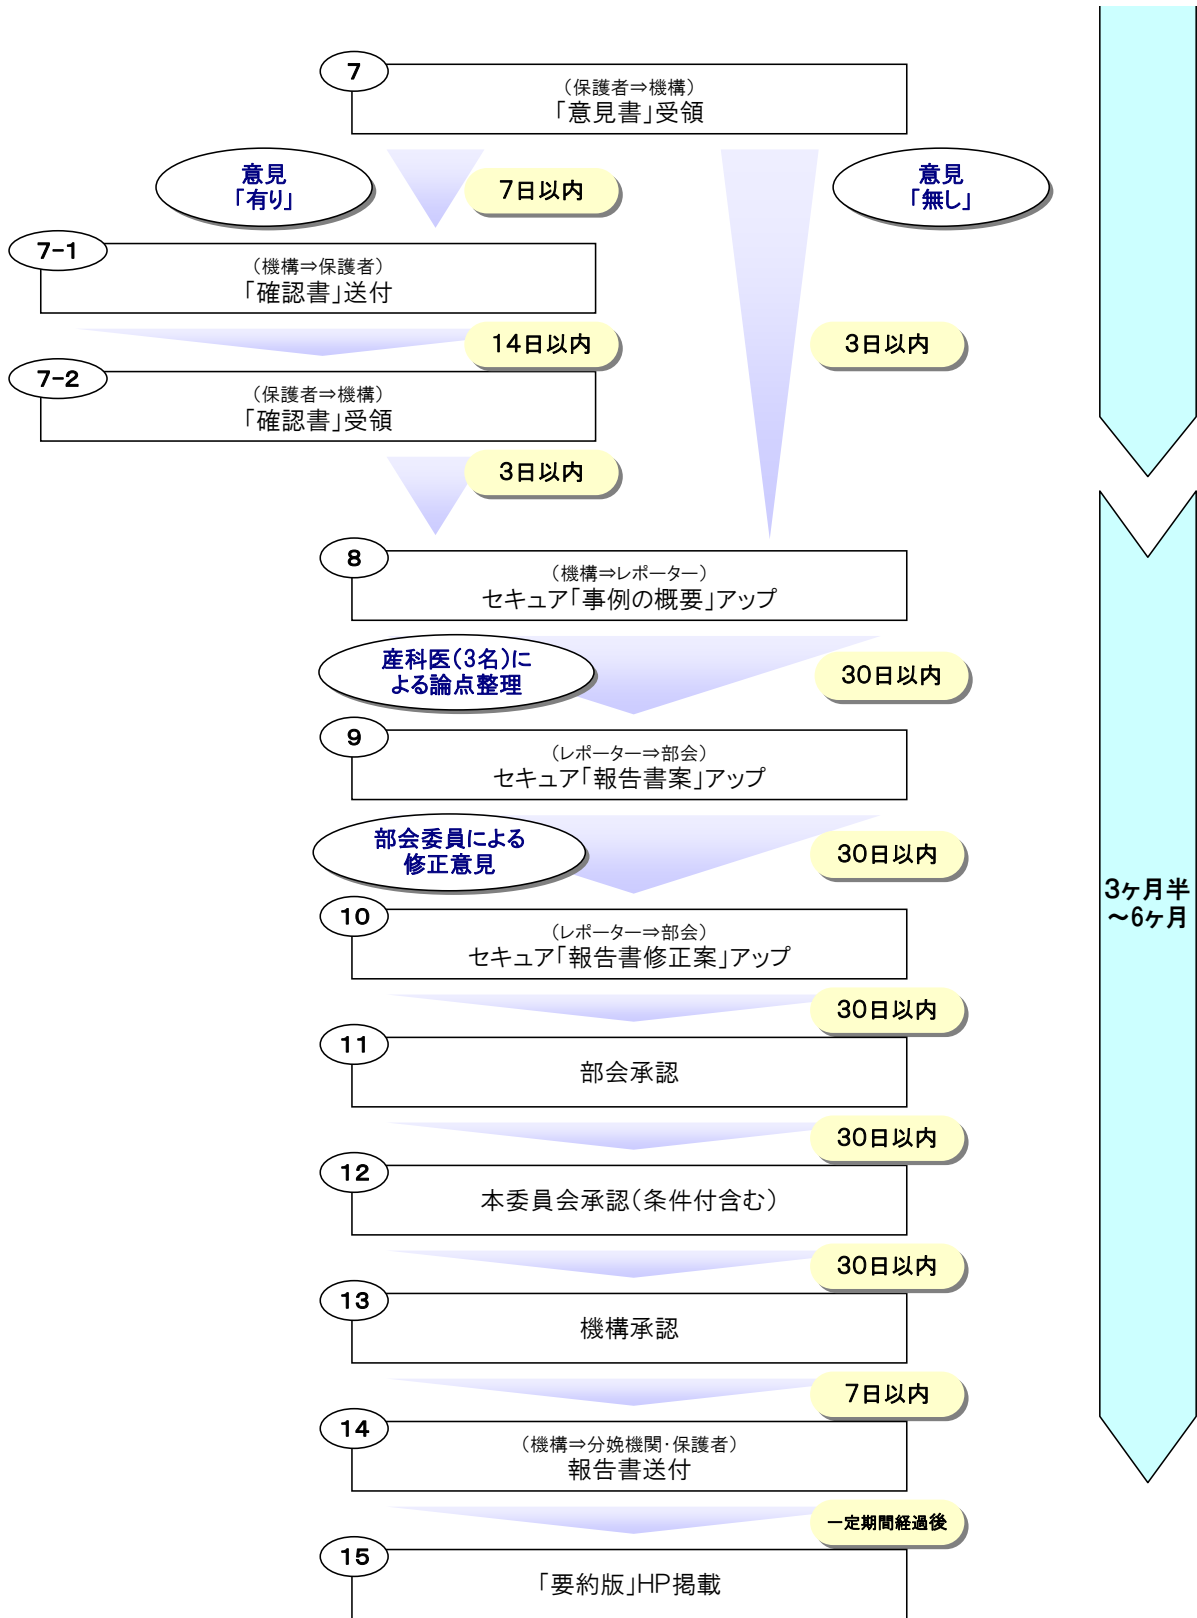 7
（保護者⇒機構）
「意見書」受領
意見
「有り」
7日以内
意見
「無し」
7-1
（機構⇒保護者）
「確認書」送付
14日以内
3日以内
7-2
（保護者⇒機構）
「確認書」受領
3日以内
8
（機構⇒レポーター）
セキュア「事例の概要」アップ
産科医（3名）に
よる論点整理
30日以内
9
（レポーター⇒部会）
セキュア「報告書案」アップ
部会委員による
修正意見
30日以内
3ヶ月半
～6ヶ月
10
（レポーター⇒部会）
セキュア「報告書修正案」アップ
30日以内
11
部会承認
30日以内
12
本委員会承認（条件付含む）
30日以内
13
機構承認
7日以内
14
（機構⇒分娩機関・保護者）
報告書送付
一定期間経過後
15
「要約版」HP掲載